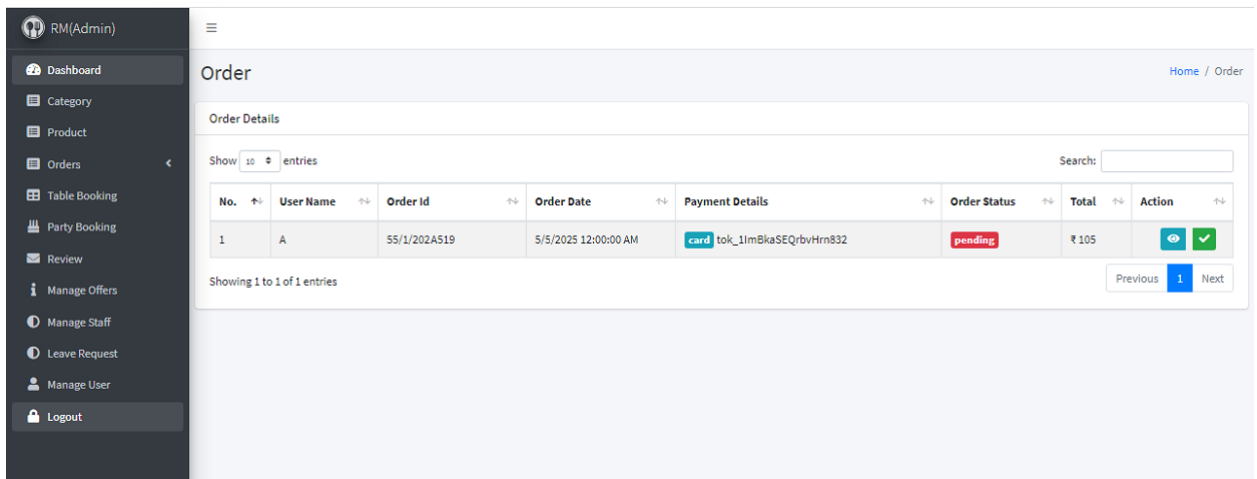 RM(Admin)
Dashboard
Category
Product
Orders
Table Booking
Party Booking
Review
Manage Offers
Manage Staff
Leave Request
Manage User
Logout
Order
Home / Order
Order Details
Show 10 entries
Search:
No. User Name Order Id Order Date Payment Details Order Status Total Action
1 A 55/1/202A519 5/5/2025 12:00:00 AM card tok_1ImBkaSEQrbvHrn832 pending ₹ 105
Showing 1 to 1 of 1 entries
Previous 1 Next